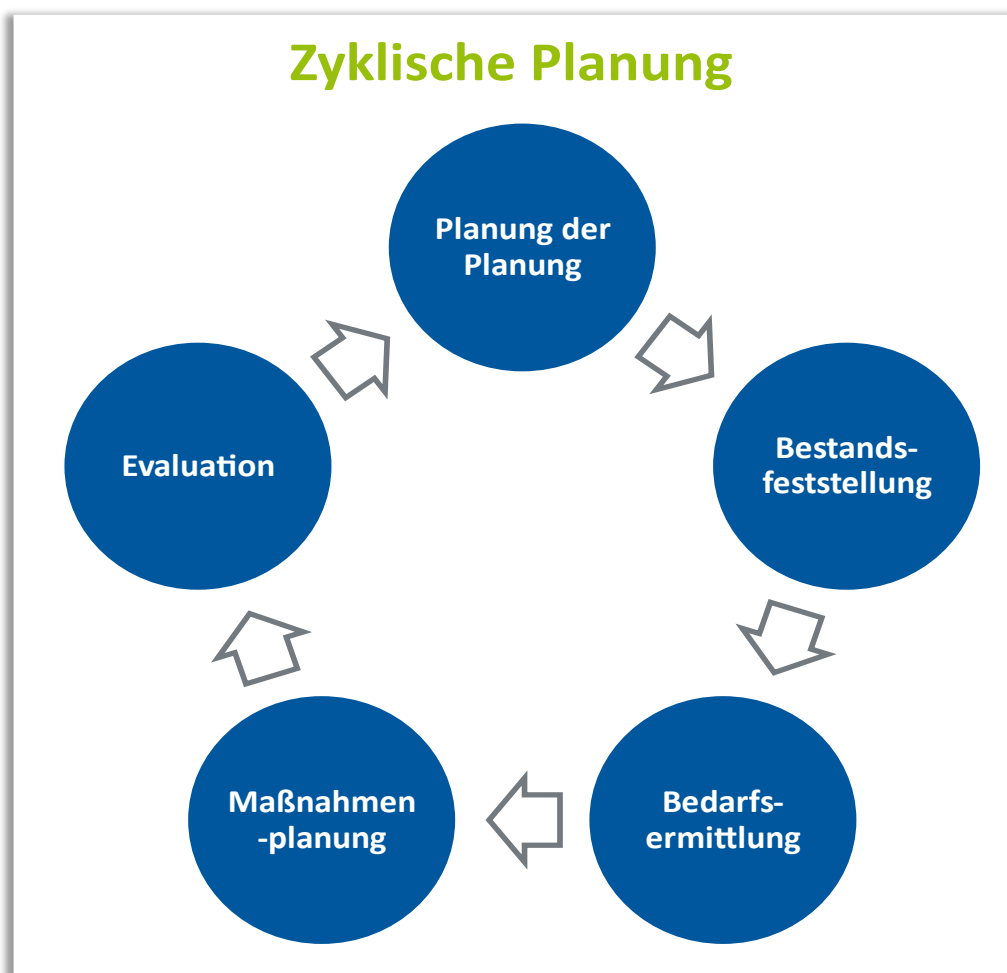 Zyklische Planung
Planung der
Planung
Bestands-
feststellung
Bedarfs-
ermittlung
Maßnahmen
-planung
Evaluation